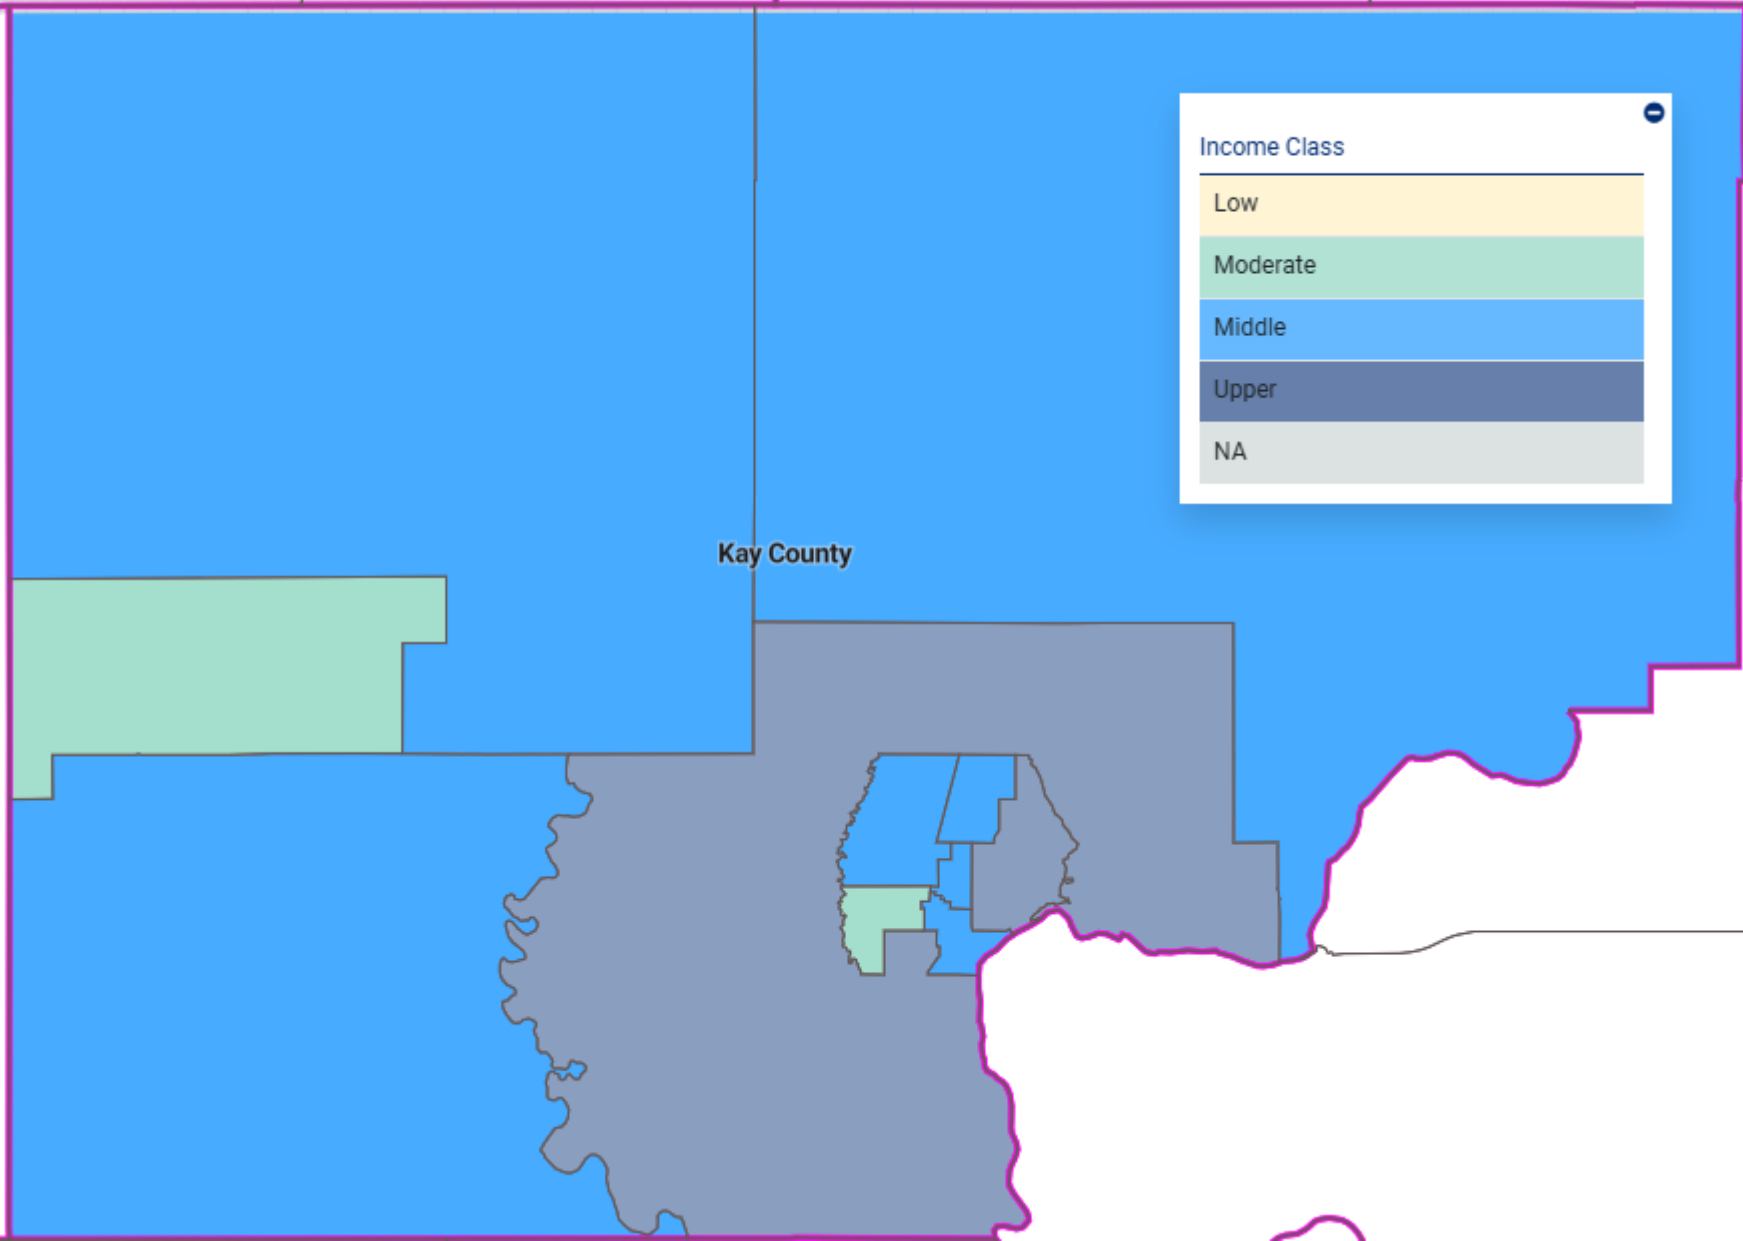 Income Class
Low
Moderate
Middle
Upper
NA
Kay County